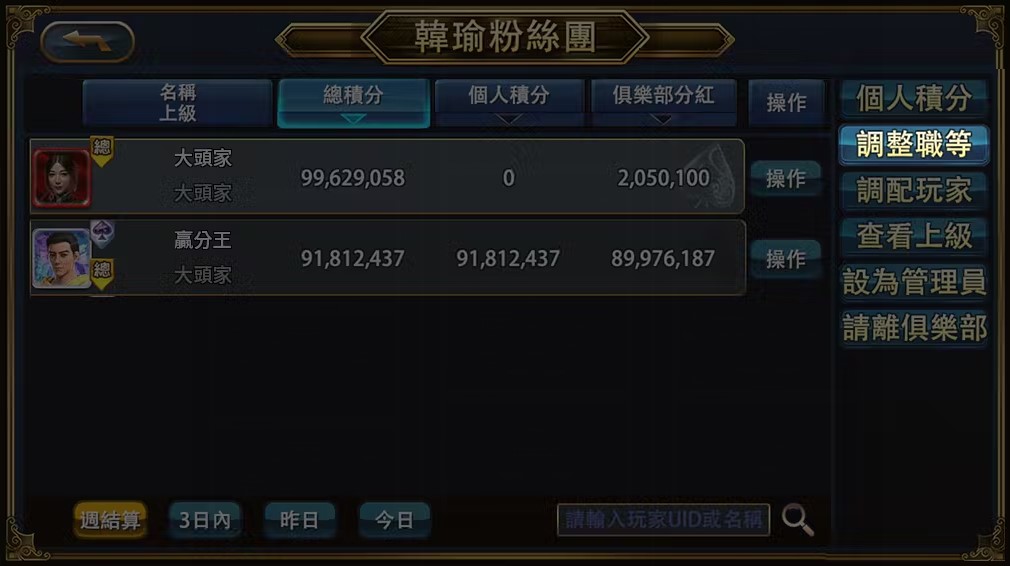 韓瑜粉絲團
名稱
上級
總積分
個人積分
俱樂部分紅
操作
總
大頭家
大頭家
99,629,058
0
2,050,100
操作
總
贏分王
大頭家
91,812,437
91,812,437
89,976,187
操作
個人積分
調整職等
調配玩家
查看上級
設為管理員
請離俱樂部
週結算
3日內
昨日
今日
請輸入玩家UID或名稱